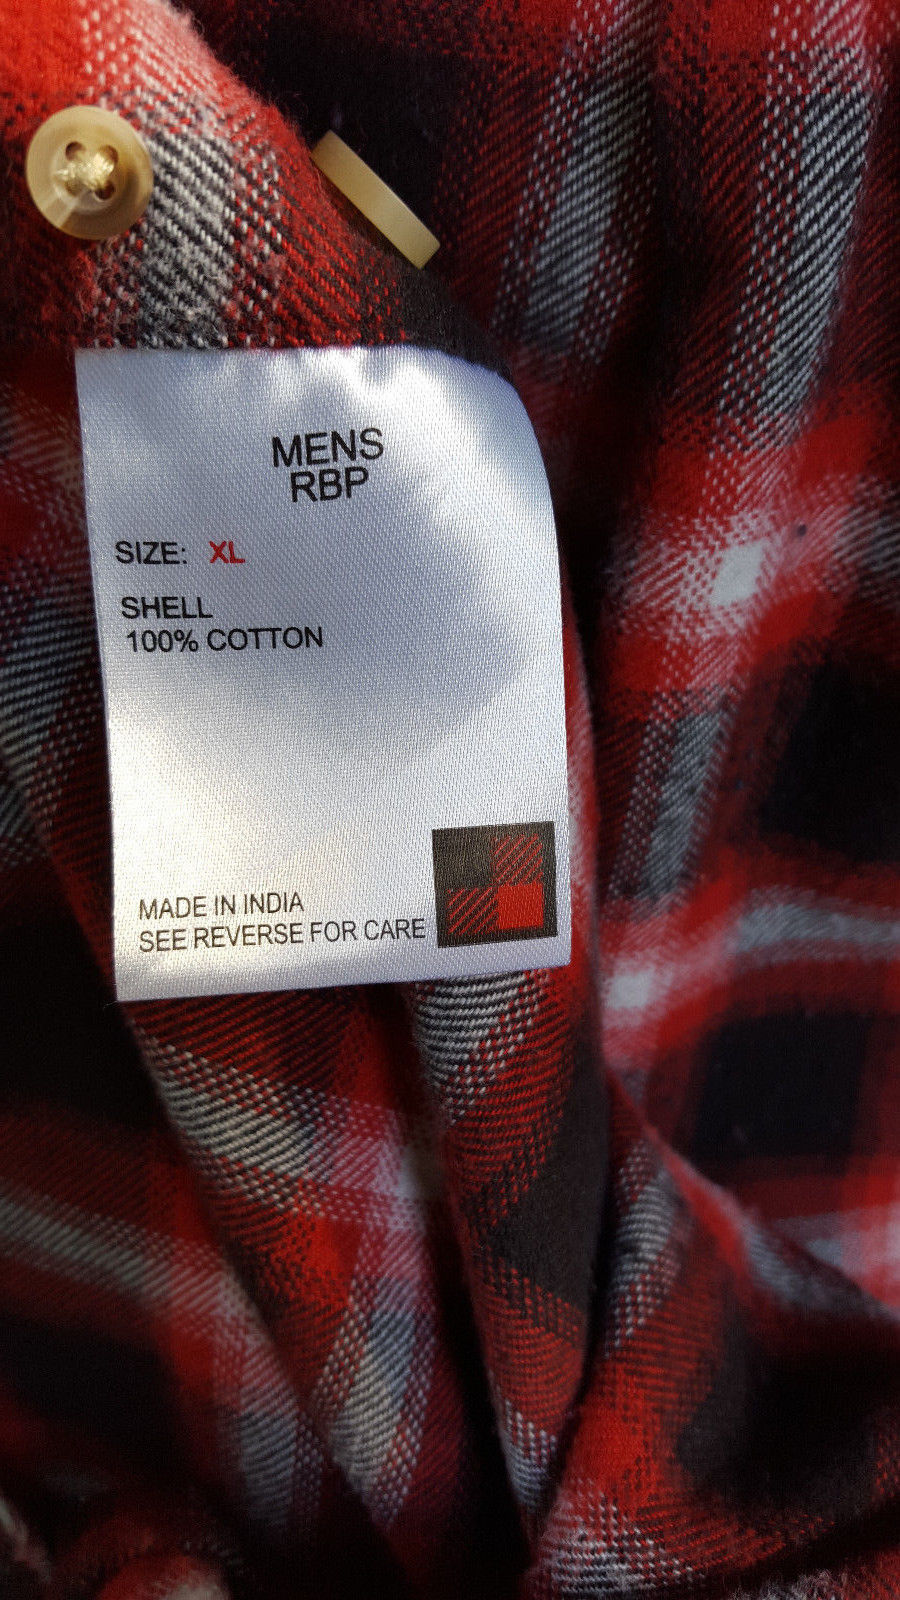 MENS
RBP
SIZE: XL
SHELL
100% COTTON
MADE IN INDIA
SEE REVERSE FOR CARE